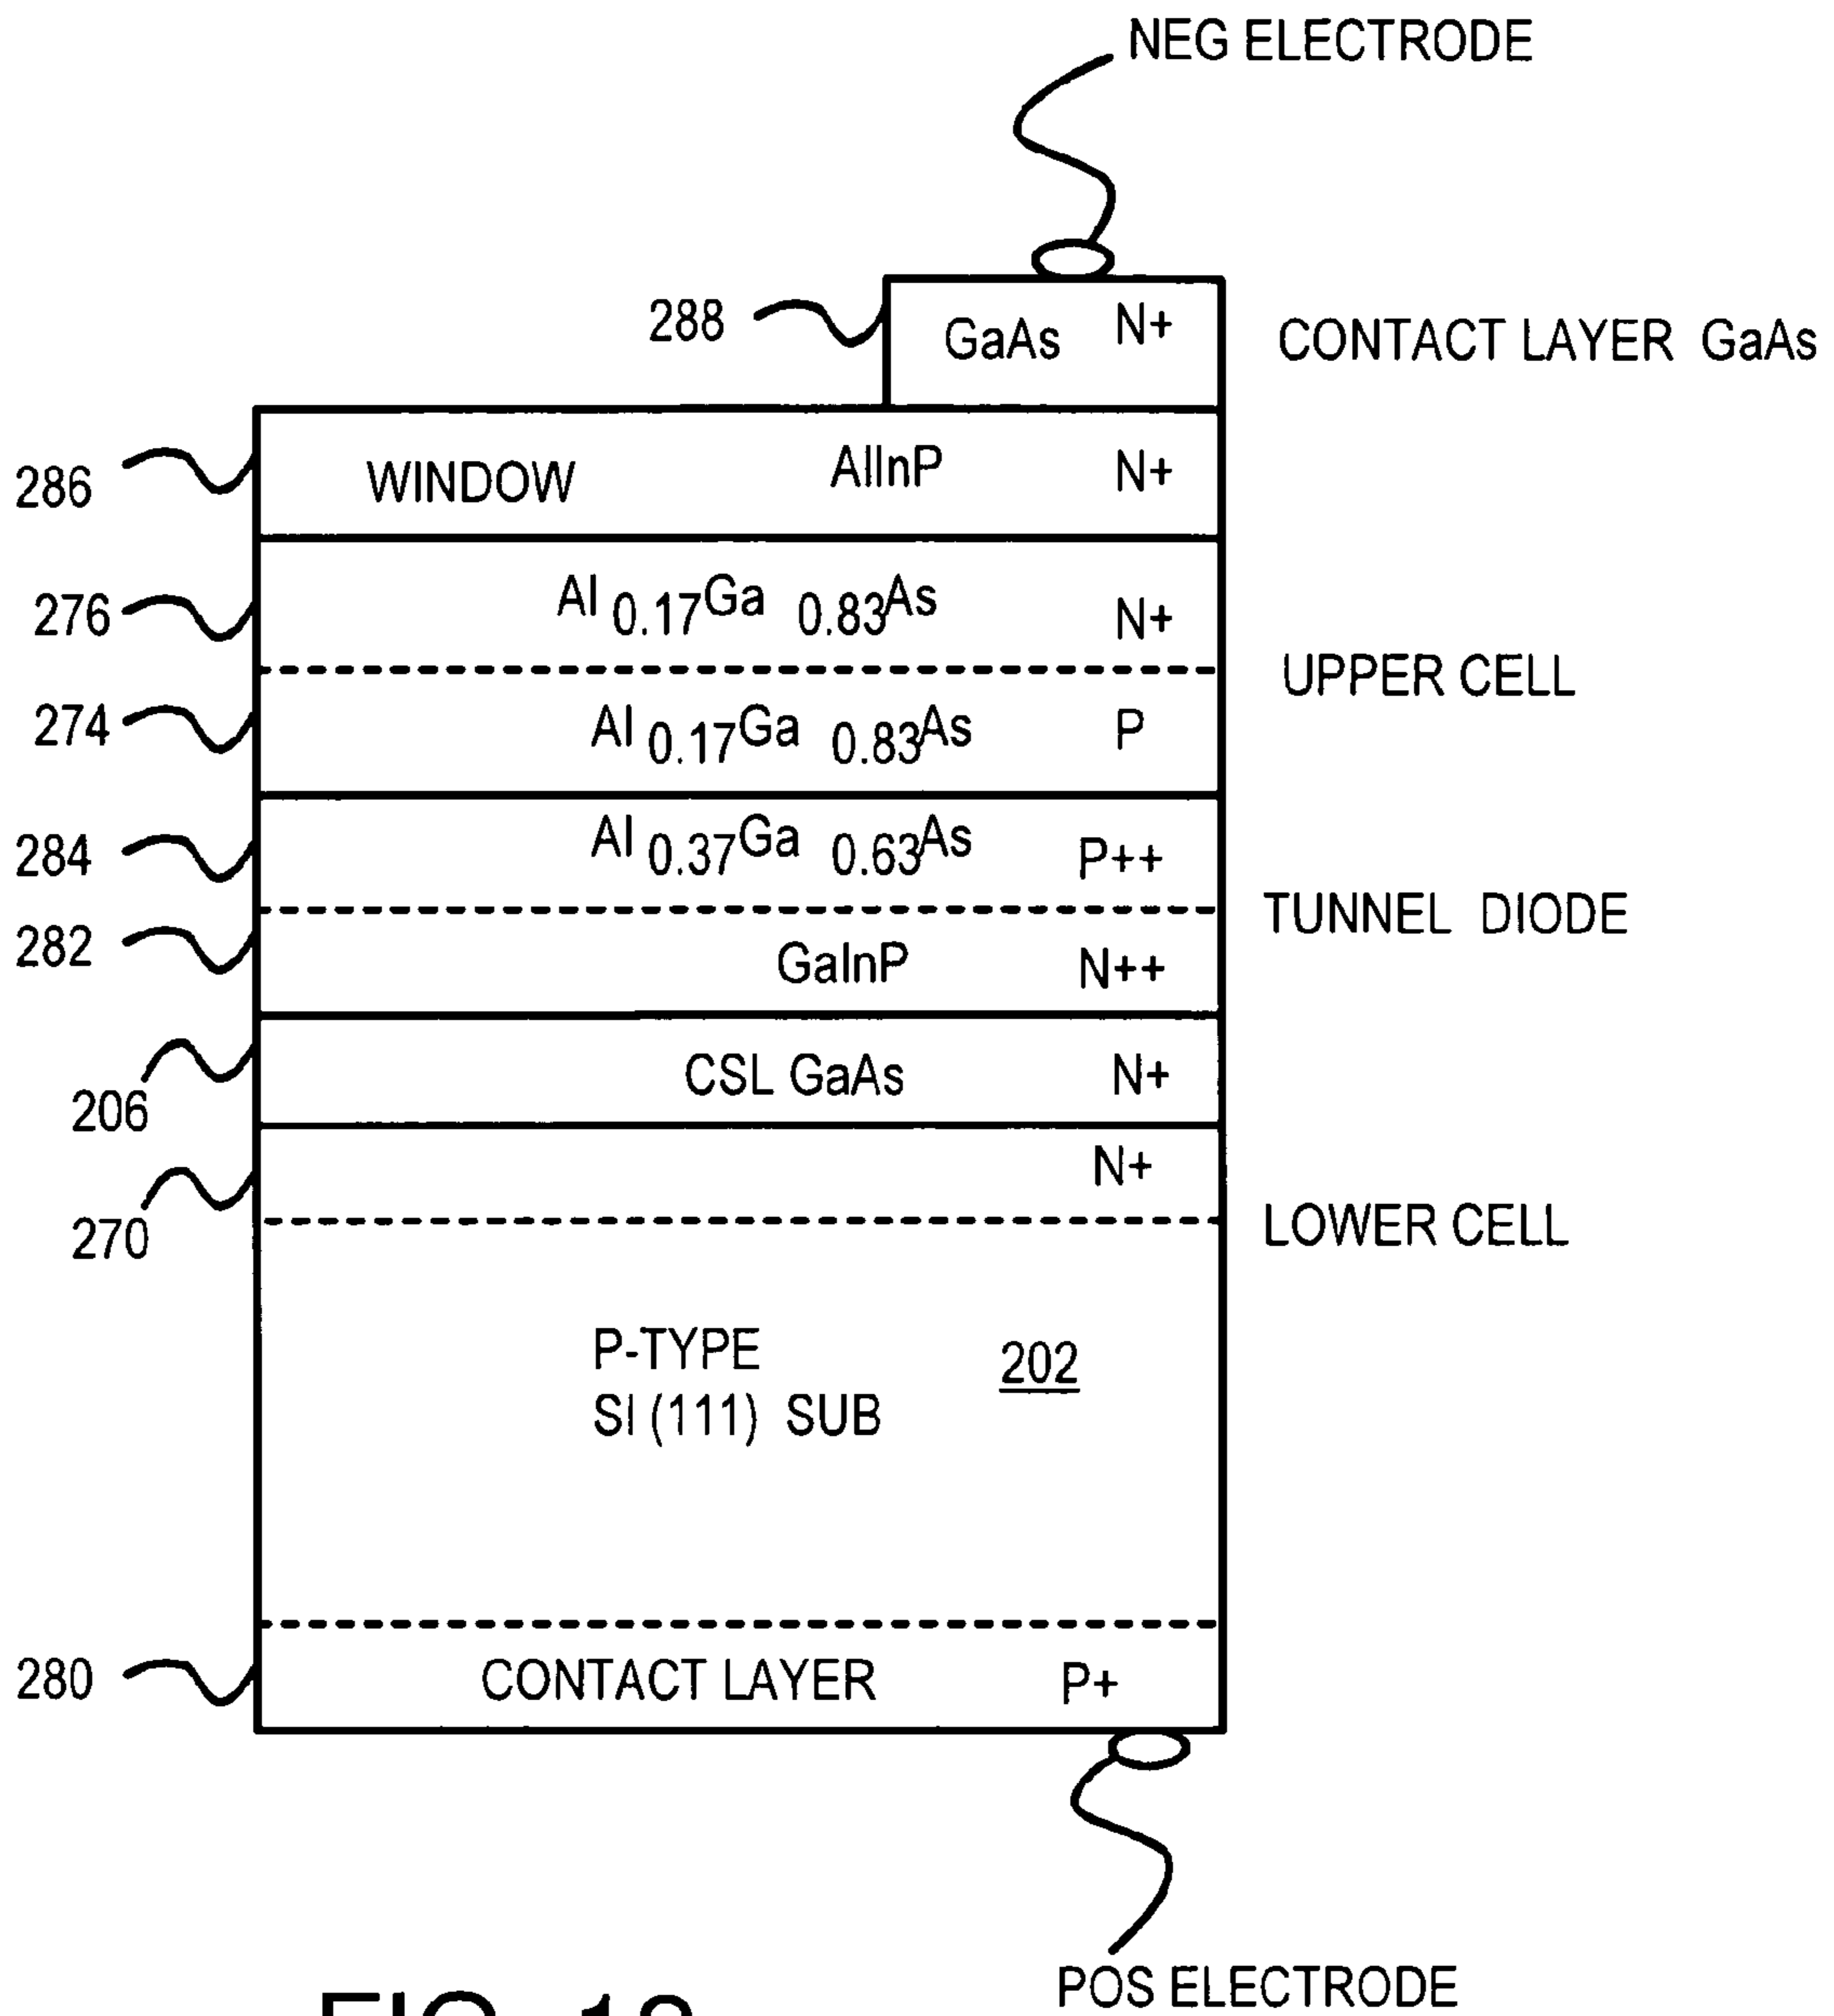 NEG ELECTRODE
288
GaAs N+
CONTACT LAYER GaAs
286
WINDOW AlInP N+
276
Al 0.17Ga 0.83As N+
UPPER CELL
274
Al 0.17Ga 0.83As P
284
Al 0.37Ga 0.63As P++
TUNNEL DIODE
282
GaInP N++
206
CSL GaAs N+
270
N+
LOWER CELL
P-TYPE
SI (111) SUB
202
280
CONTACT LAYER P+
POS ELECTRODE